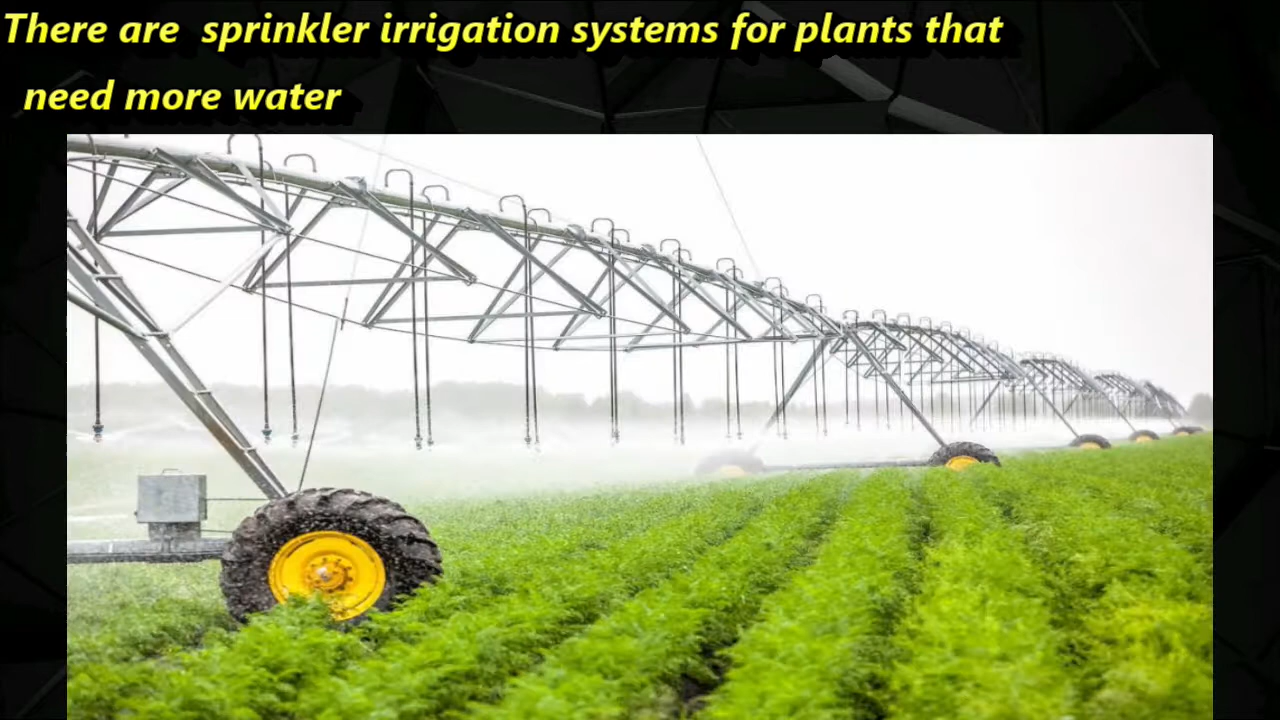 There are  sprinkler irrigation systems for plants that
need more water